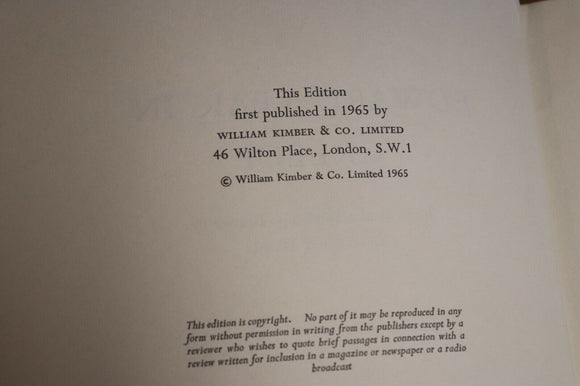 This Edition
first published in 1965 by
WILLIAM KIMBER & CO. LIMITED
46 Wilton Place, London, S.W.1
© William Kimber & Co. Limited 1965
This edition is copyright. No part of it may be reproduced in any
form without permission in writing from the publishers except by a
reviewer who wishes to quote brief passages in connection with a
review written for inclusion in a magazine or newspaper or a radio
broadcast